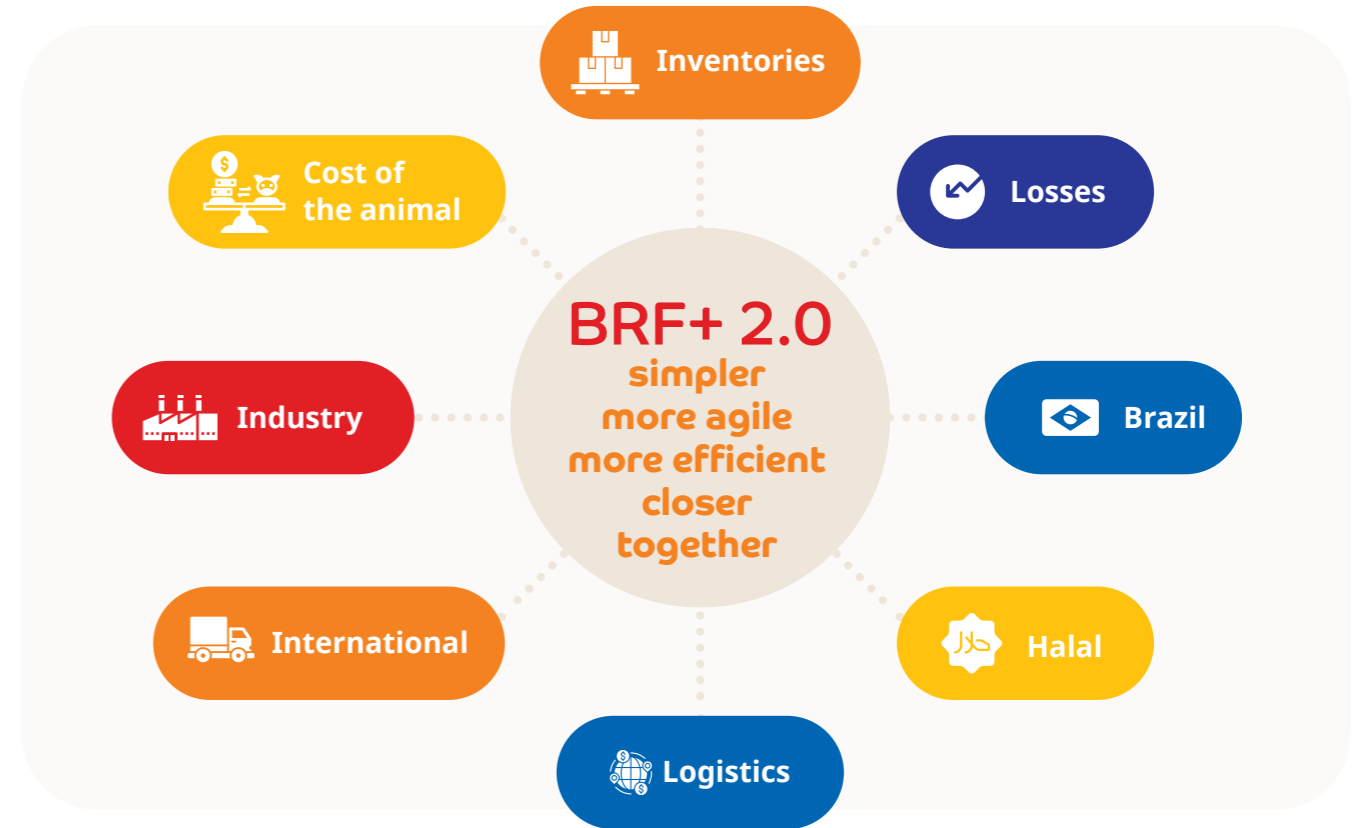 Inventories
Cost of
the animal
$
Losses
BRF+ 2.0
simpler
more agile
more efficient
closer
together
Industry
Brazil
International
Halal
حلال
Logistics
$
$